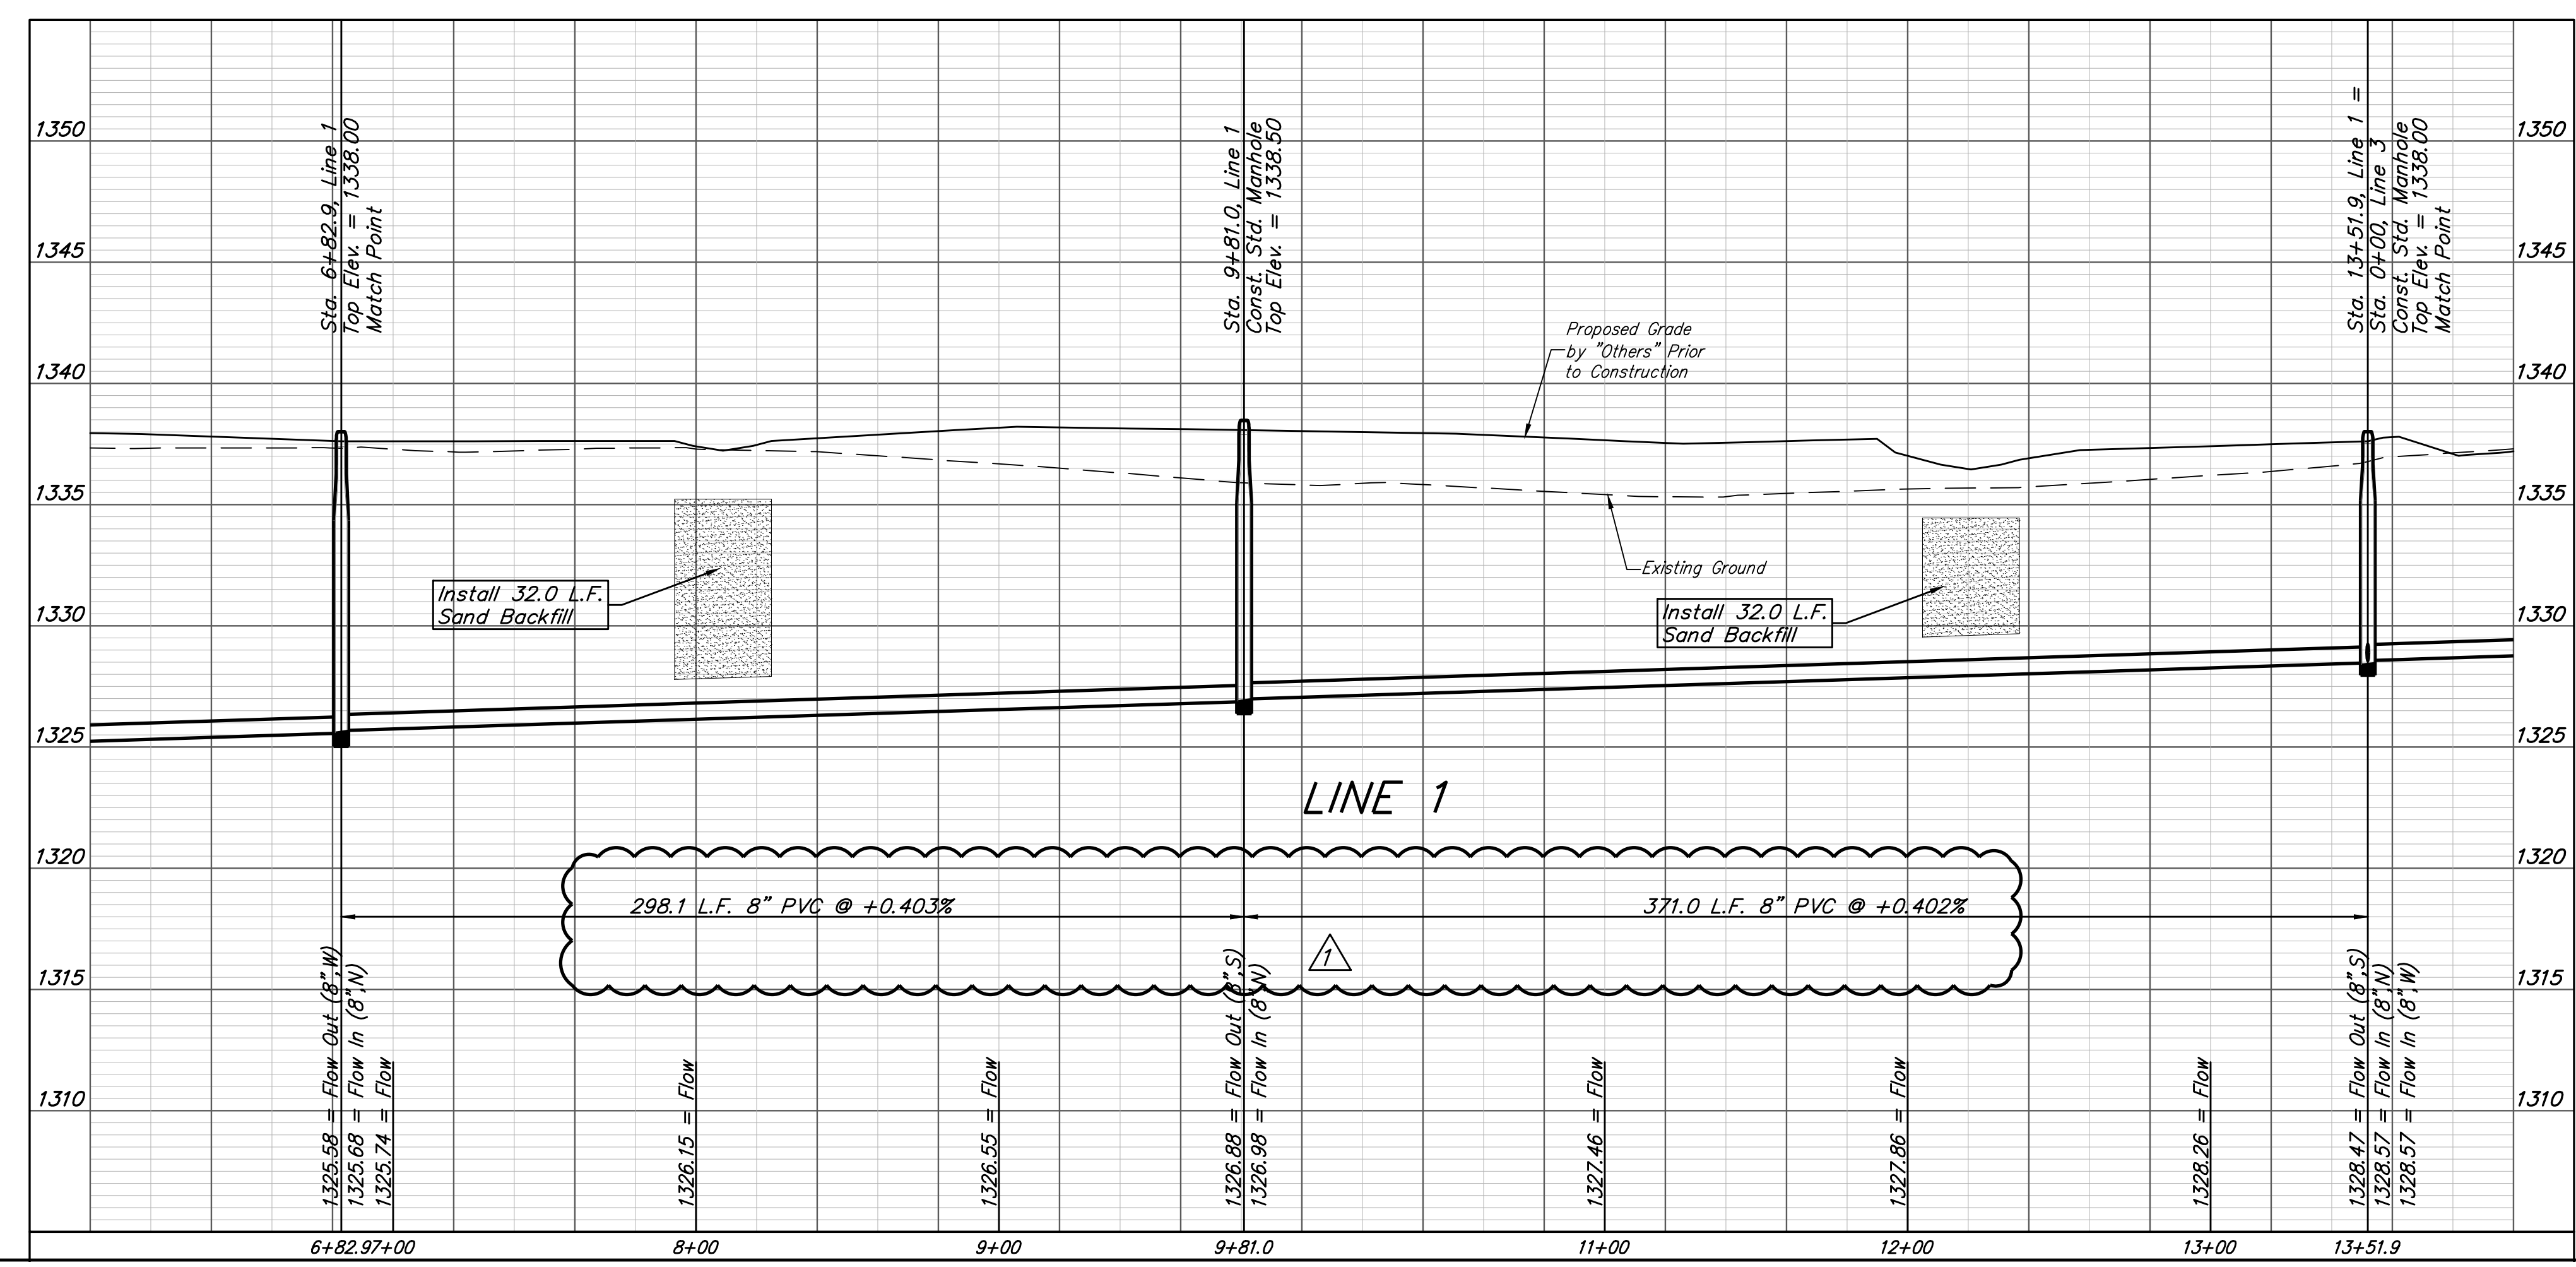 Sta. 6+82.9, Line 1
Top Elev. = 1338.00
Match Point
Sta. 9+81.0, Line 1
Const. Std. Manhole
Top Elev. = 1338.50
Sta. 13+51.9, Line 1 =
Sta. 0+00, Line 3
Const. Std. Manhole
Top Elev. = 1338.00
Match Point
1350
1350
1345
1345
1340
1340
1335
1335
1330
1330
1325
1325
1320
1320
1315
1315
1310
1310
Proposed Grade
by "Others" Prior
to Construction
Existing Ground
Install 32.0 L.F.
Sand Backfill
Install 32.0 L.F.
Sand Backfill
LINE 1
298.1 L.F. 8" PVC @ +0.403%
371.0 L.F. 8" PVC @ +0.402%
1
1325.58 = Flow Out (8",W)
1325.68 = Flow In (8",N)
1325.74 = Flow
1326.15 = Flow
1326.55 = Flow
1326.88 = Flow Out (8",S)
1326.98 = Flow In (8",N)
1327.46 = Flow
1327.86 = Flow
1328.26 = Flow
1328.47 = Flow Out (8",S)
1328.57 = Flow In (8",N)
1328.57 = Flow In (8",W)
6+82.97+00
8+00
9+00
9+81.0
11+00
12+00
13+00
13+51.9